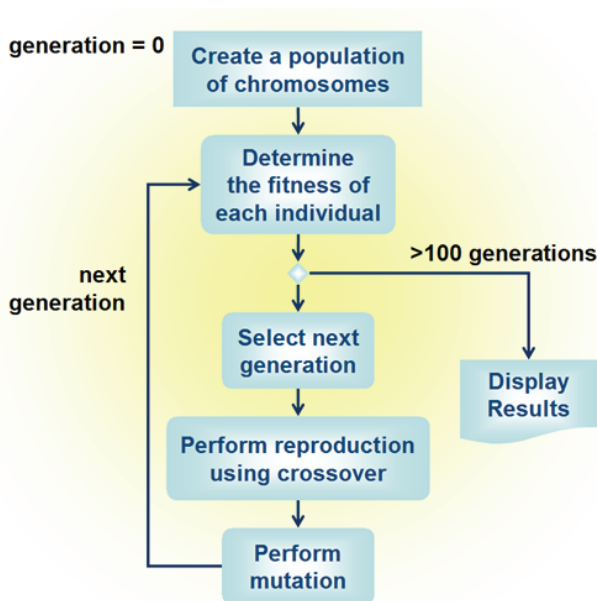 generation = 0
Create a population
of chromosomes
Determine
the fitness of
each individual
>100 generations
next
generation
Select next
generation
Display
Results
Perform reproduction
using crossover
Perform
mutation